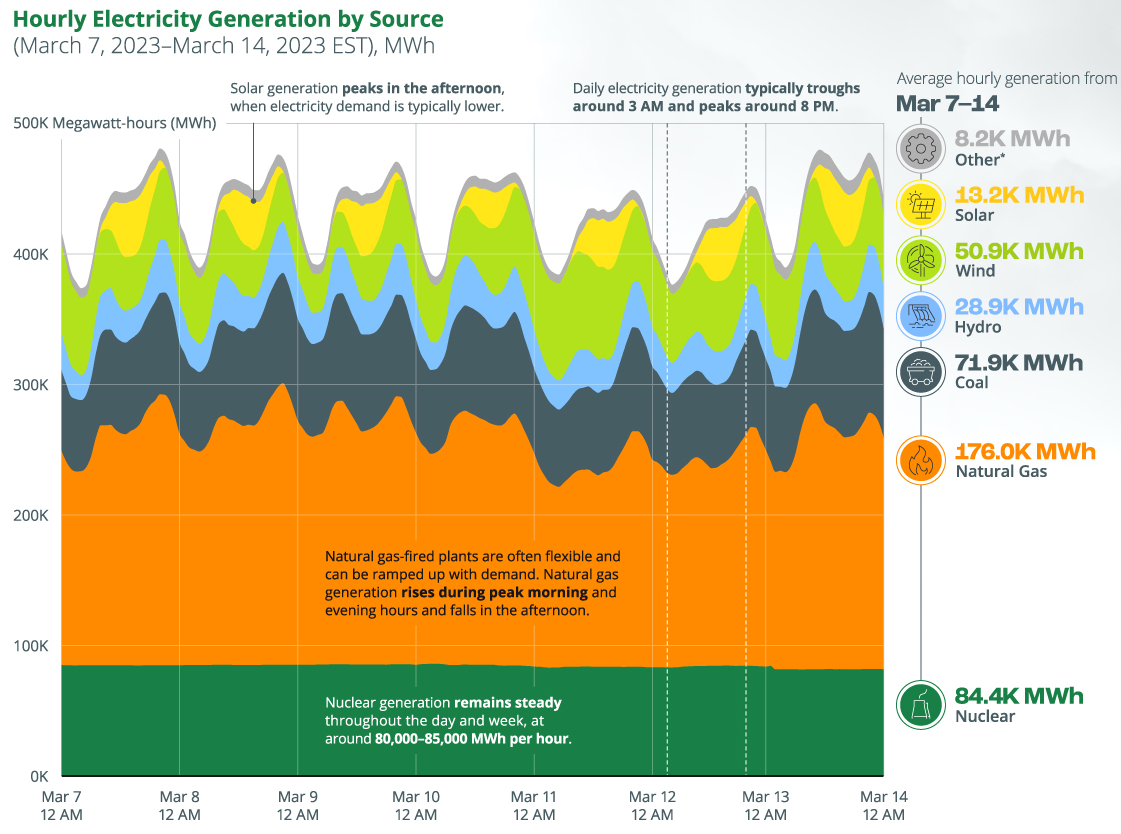 Hourly Electricity Generation by Source
(March 7, 2023–March 14, 2023 EST), MWh
Solar generation peaks in the afternoon,
when electricity demand is typically lower.
Daily electricity generation typically troughs
around 3 AM and peaks around 8 PM.
Average hourly generation from
Mar 7–14
500K Megawatt-hours (MWh)
400K
300K
200K
100K
0K
8.2K MWh
Other*
13.2K MWh
Solar
50.9K MWh
Wind
28.9K MWh
Hydro
71.9K MWh
Coal
176.0K MWh
Natural Gas
84.4K MWh
Nuclear
Natural gas-fired plants are often flexible and
can be ramped up with demand. Natural gas
generation rises during peak morning and
evening hours and falls in the afternoon.
Nuclear generation remains steady
throughout the day and week, at
around 80,000–85,000 MWh per hour.
Mar 7 Mar 8 Mar 9 Mar 10 Mar 11 Mar 12 Mar 13 Mar 14
12 AM 12 AM 12 AM 12 AM 12 AM 12 AM 12 AM 12 AM